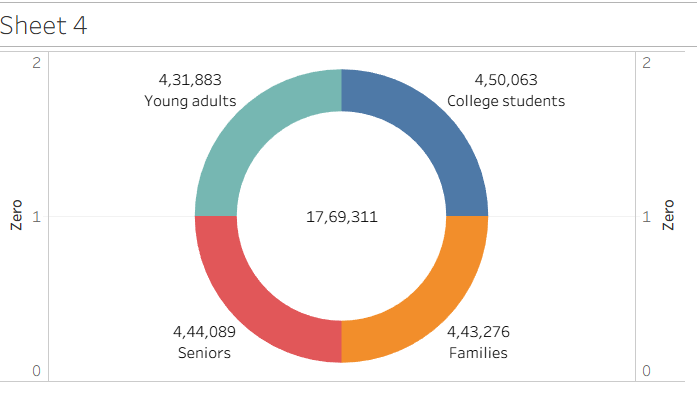 Sheet 4
2
2
4,31,883
Young adults
4,50,063
College students
Zero
1
17,69,311
1
Zero
4,44,089
Seniors
4,43,276
Families
0
0